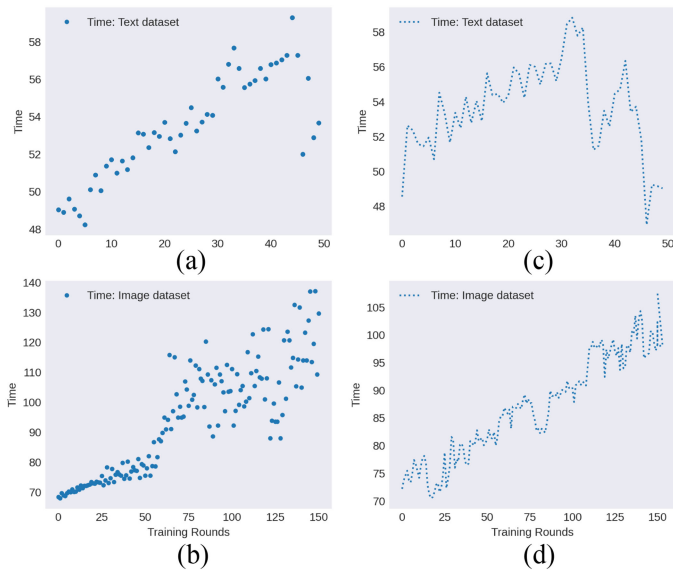 Time: Text dataset
58
56
54
52
50
48
Time
0 10 20 30 40 50
(a)
Time: Text dataset
58
56
54
52
50
48
Time
0 10 20 30 40 50
(c)
Time: Image dataset
140
130
120
110
100
90
80
70
Time
0 25 50 75 100 125 150
Training Rounds
(b)
Time: Image dataset
105
100
95
90
85
80
75
70
Time
0 25 50 75 100 125 150
Training Rounds
(d)